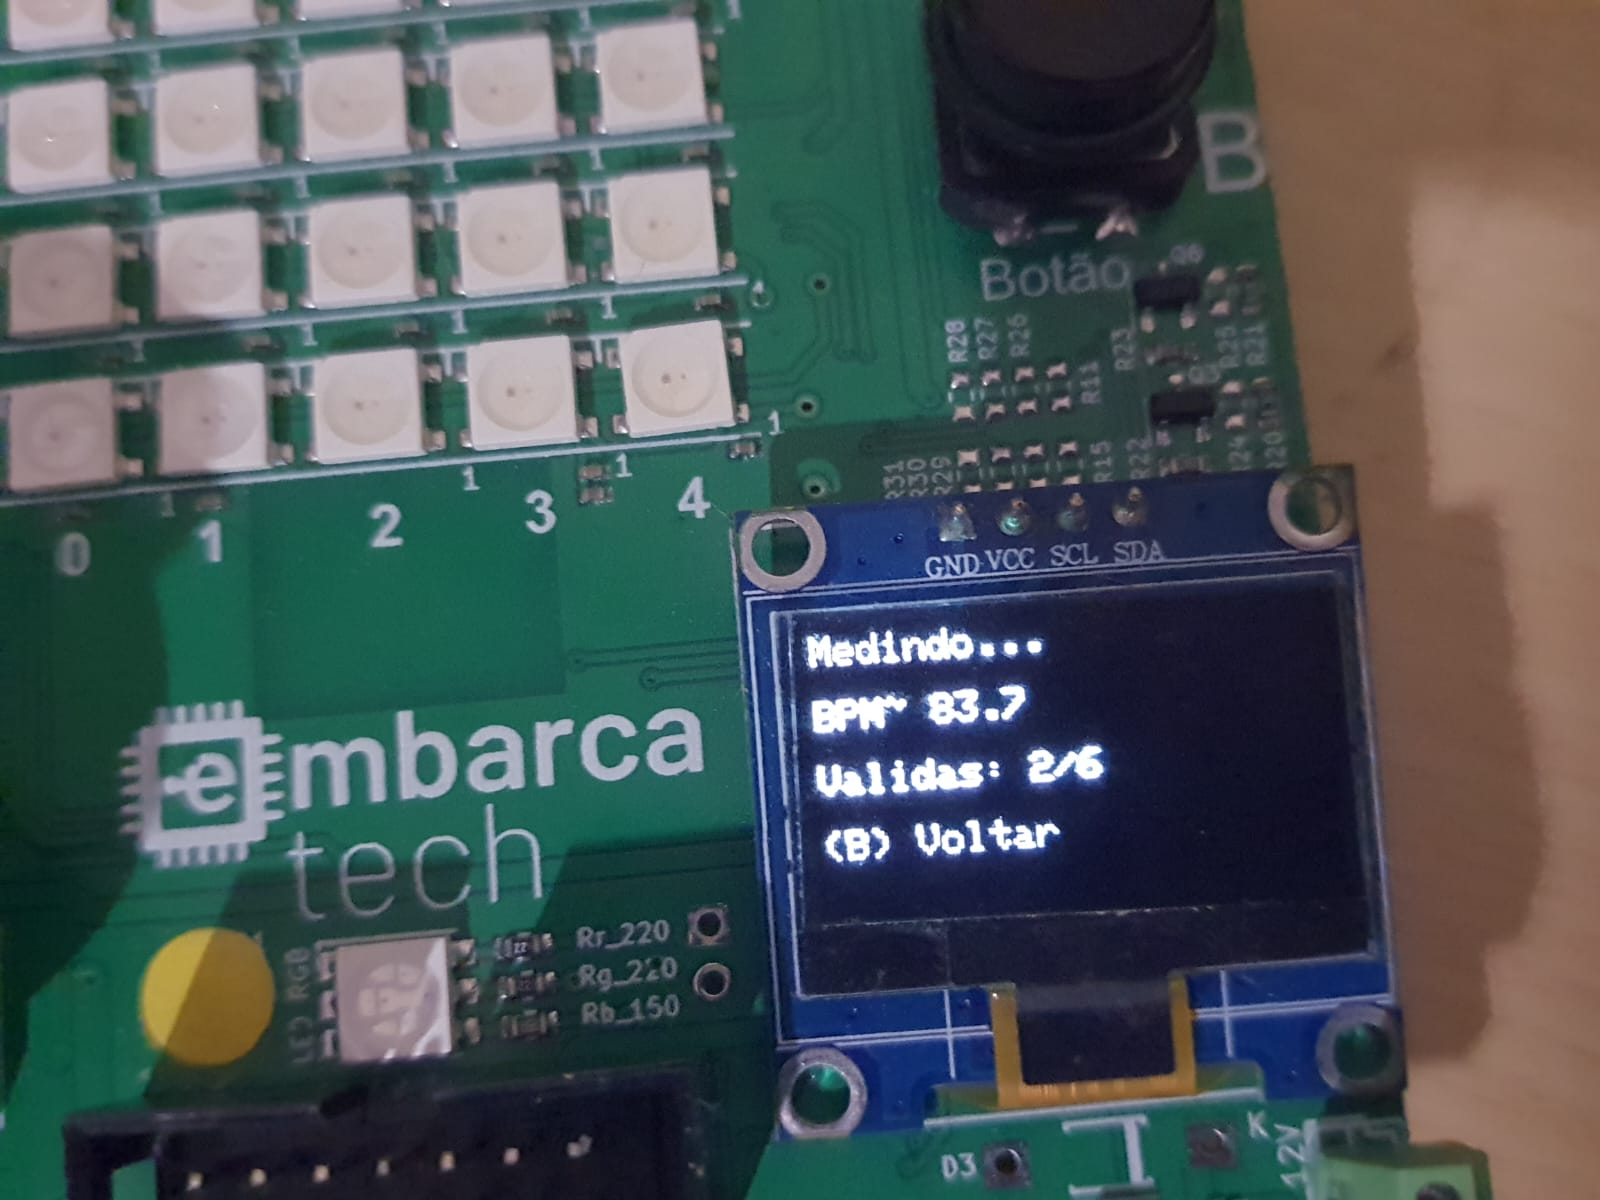 B
Botão
Q6
R28 R27 R26
R11
R23
R25 R21
R31
R30
R29
R15
R22
1
1
1
0 1 2 3 4
GND VCC SCL SDA
Medindo...
BPM~ 83.7
Validas: 2/6
(B) Voltar
embarca
tech
LED RGB
Rr_220
Rg_220
Rb_150
D3
K
12V